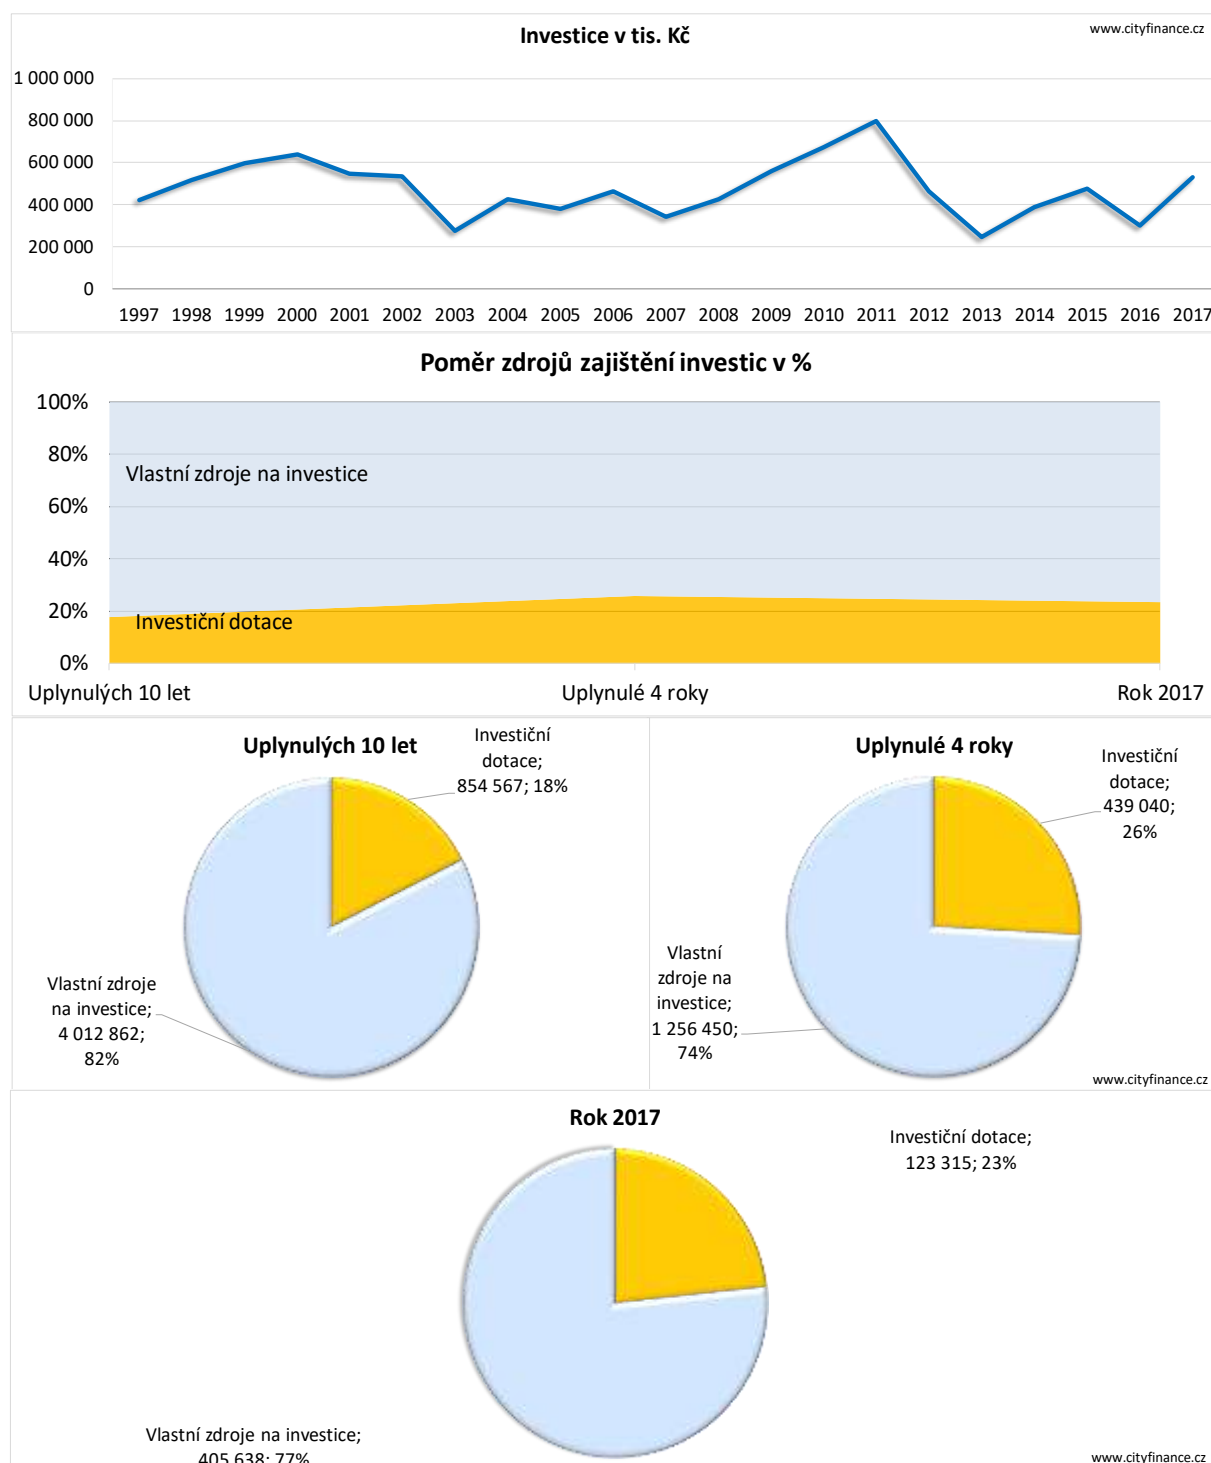 Investice v tis. Kč
www.cityfinance.cz
1 000 000
800 000
600 000
400 000
200 000
0
1997 1998 1999 2000 2001 2002 2003 2004 2005 2006 2007 2008 2009 2010 2011 2012 2013 2014 2015 2016 2017
Poměr zdrojů zajištění investic v %
100%
80%
60%
40%
20%
0%
Vlastní zdroje na investice
Investiční dotace
Uplynulých 10 let Uplynulé 4 roky Rok 2017
Uplynulých 10 let
Investiční
dotace;
854 567; 18%
Vlastní zdroje
na investice;
4 012 862;
82%
Uplynulé 4 roky
Investiční
dotace;
439 040;
26%
Vlastní
zdroje na
investice;
1 256 450;
74%
www.cityfinance.cz
Rok 2017
Investiční dotace;
123 315; 23%
Vlastní zdroje na investice;
405 638; 77%
www.cityfinance.cz